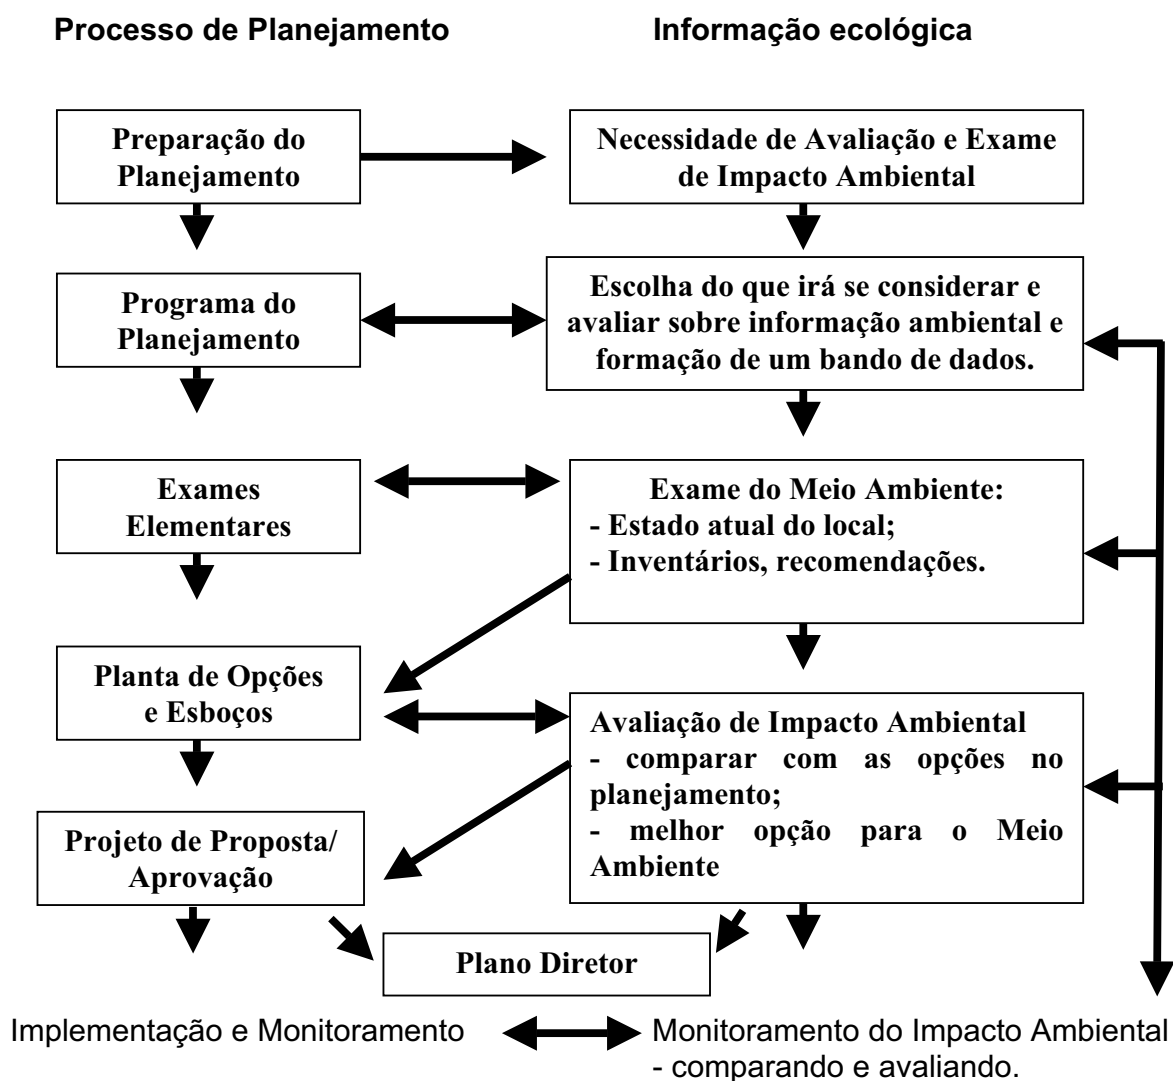 Processo de Planejamento
Informação ecológica
Preparação do
Planejamento
Necessidade de Avaliação e Exame
de Impacto Ambiental
Programa do
Planejamento
Escolha do que irá se considerar e
avaliar sobre informação ambiental e
formação de um bando de dados.
Exames
Elementares
Exame do Meio Ambiente:
- Estado atual do local;
- Inventários, recomendações.
Planta de Opções
e Esboços
Avaliação de Impacto Ambiental
- comparar com as opções no
planejamento;
- melhor opção para o Meio
Ambiente
Projeto de Proposta/
Aprovação
Plano Diretor
Implementação e Monitoramento
Monitoramento do Impacto Ambiental
- comparando e avaliando.